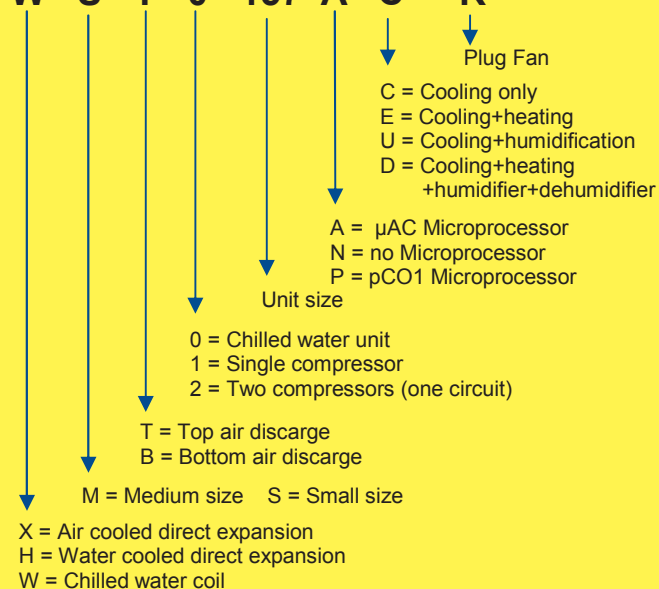 Plug Fan
C = Cooling only
E = Cooling+heating
U = Cooling+humidification
D = Cooling+heating
+humidifier+dehumidifier
A = µAC Microprocessor
N = no Microprocessor
P = pCO1 Microprocessor
Unit size
0 = Chilled water unit
1 = Single compressor
2 = Two compressors (one circuit)
T = Top air discarge
B = Bottom air discarge
M = Medium size S = Small size
X = Air cooled direct expansion
H = Water cooled direct expansion
W = Chilled water coil